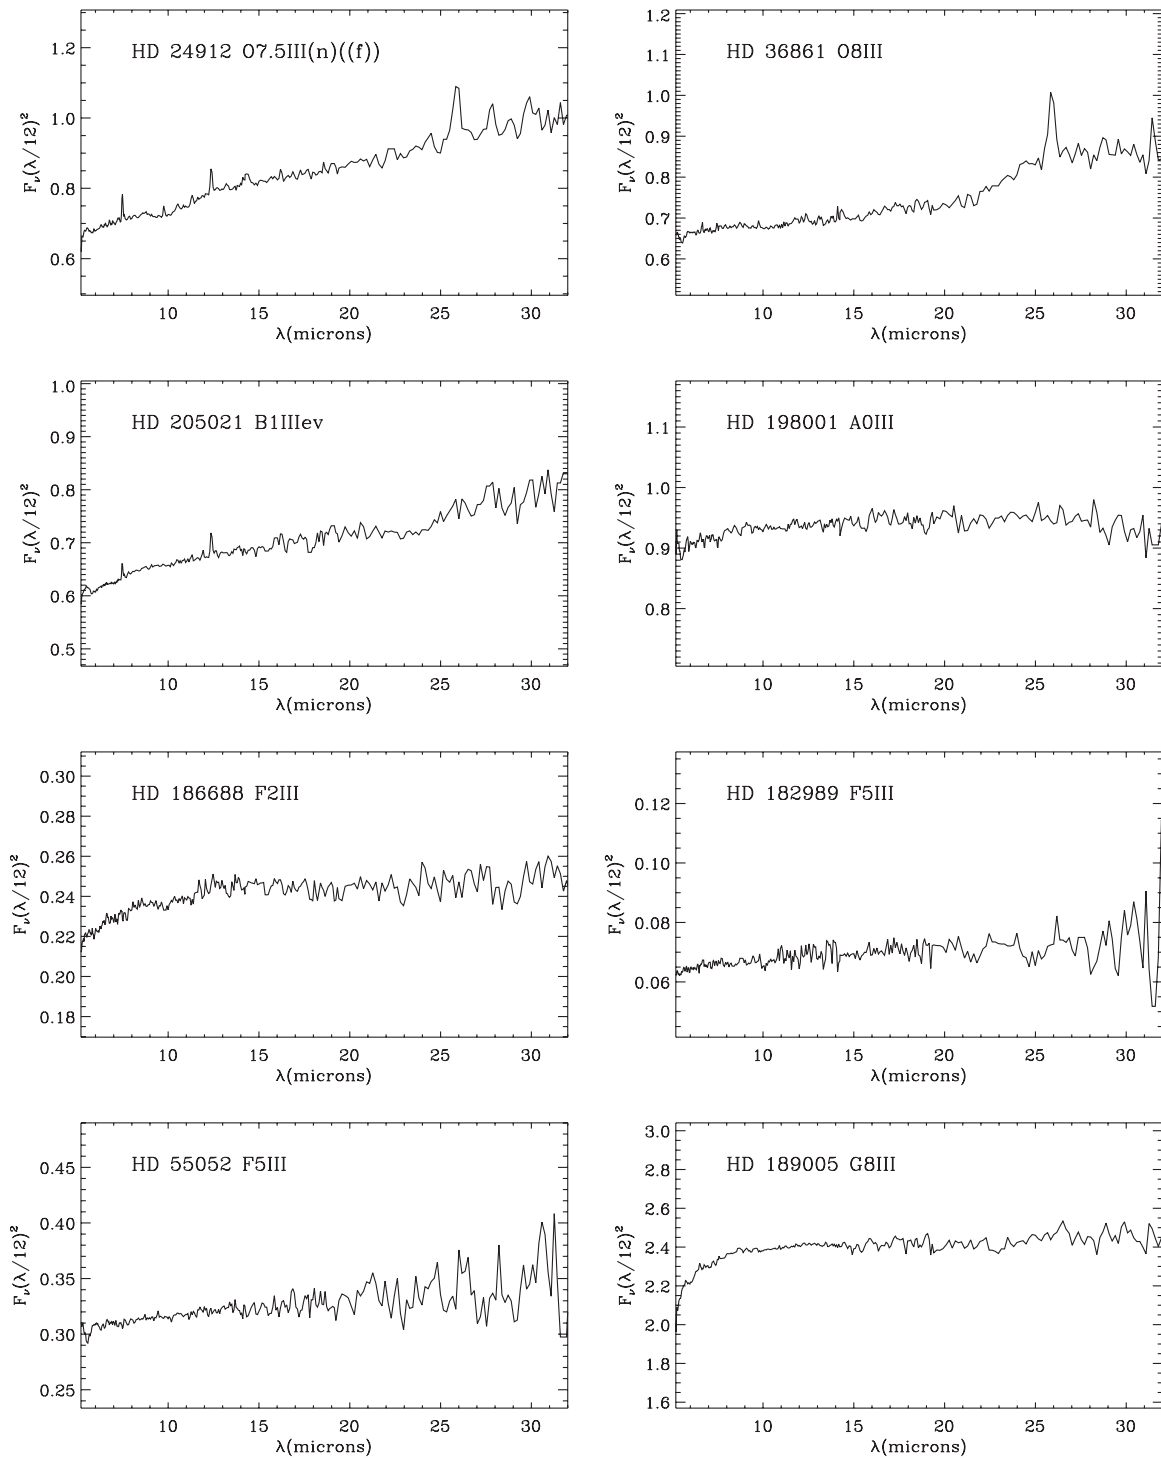 HD 24912 O7.5III(n)((f))
F_ν(λ/12)²
1.2
1.0
0.8
0.6
10 15 20 25 30
λ(microns)
HD 36861 O8III
F_ν(λ/12)²
1.2
1.1
1.0
0.9
0.8
0.7
0.6
10 15 20 25 30
λ(microns)
HD 205021 B1IIIev
F_ν(λ/12)²
1.0
0.9
0.8
0.7
0.6
0.5
10 15 20 25 30
λ(microns)
HD 198001 A0III
F_ν(λ/12)²
1.1
1.0
0.9
0.8
10 15 20 25 30
λ(microns)
HD 186688 F2III
F_ν(λ/12)²
0.30
0.28
0.26
0.24
0.22
0.20
0.18
10 15 20 25 30
λ(microns)
HD 182989 F5III
F_ν(λ/12)²
0.12
0.10
0.08
0.06
10 15 20 25 30
λ(microns)
HD 55052 F5III
F_ν(λ/12)²
0.45
0.40
0.35
0.30
0.25
10 15 20 25 30
λ(microns)
HD 189005 G8III
F_ν(λ/12)²
3.0
2.8
2.6
2.4
2.2
2.0
1.8
1.6
10 15 20 25 30
λ(microns)